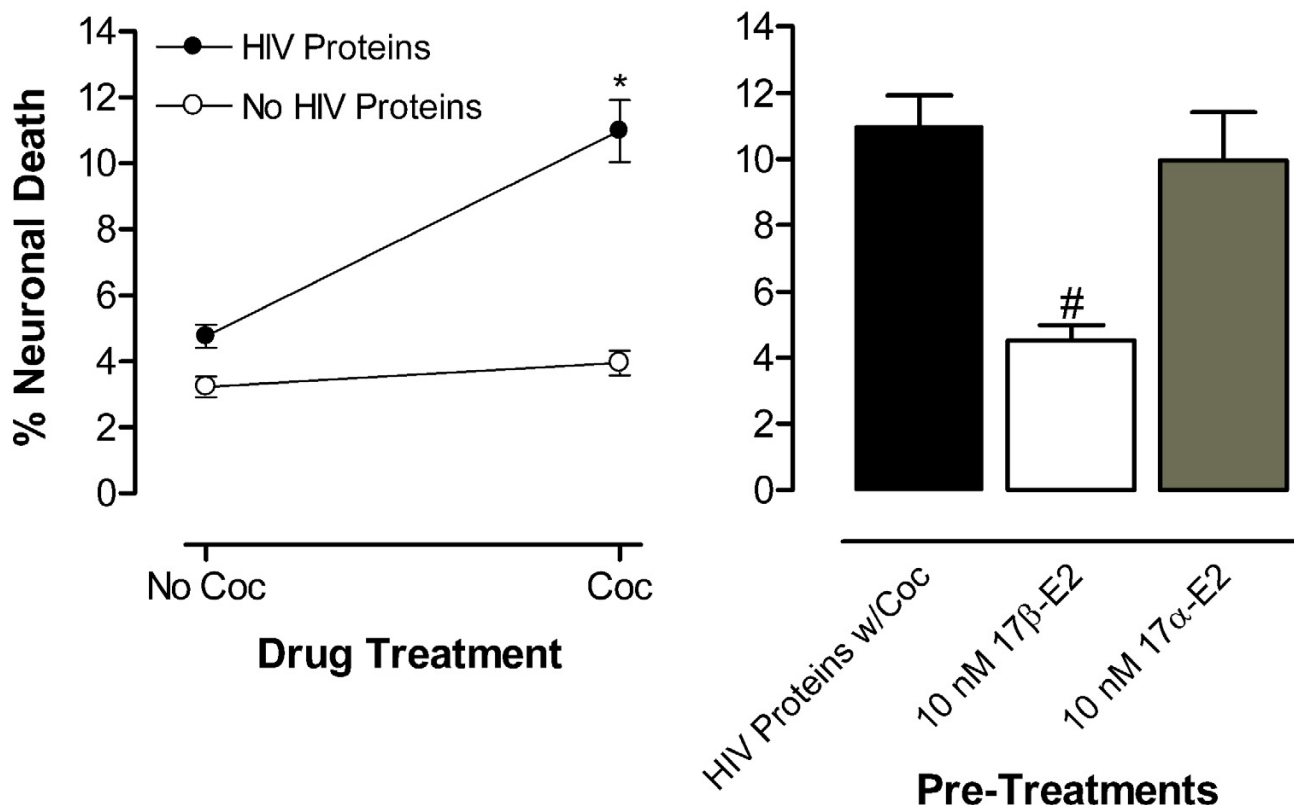 % Neuronal Death
14
12
10
8
6
4
2
0
HIV Proteins
No HIV Proteins
*
No Coc
Coc
Drug Treatment
14
12
10
8
6
4
2
0
#
HIV Proteins w/Coc
10 nM 17β-E2
10 nM 17α-E2
Pre-Treatments